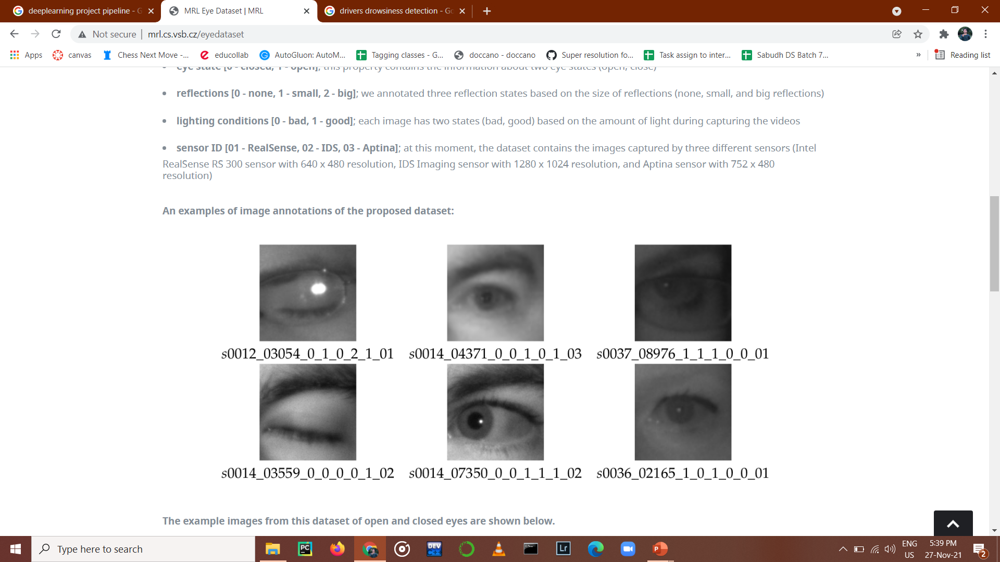 deeplearning project pipeline - G
MRL Eye Dataset | MRL
drivers drowsiness detection - Go
Not secure | mrl.cs.vsb.cz/eyedataset
Apps canvas Chess Next Move -... educollab AutoGluon: AutoM... Tagging classes - G... doccano - doccano Super resolution fo... Task assign to inter... Sabudh DS Batch 7... » Reading list
eye state [0 - closed, 1 - open]; this property contains the information about two eye states (open, close)
• reflections [0 - none, 1 - small, 2 - big]; we annotated three reflection states based on the size of reflections (none, small, and big reflections)
• lighting conditions [0 - bad, 1 - good]; each image has two states (bad, good) based on the amount of light during capturing the videos
• sensor ID [01 - RealSense, 02 - IDS, 03 - Aptina]; at this moment, the dataset contains the images captured by three different sensors (Intel
RealSense RS 300 sensor with 640 x 480 resolution, IDS Imaging sensor with 1280 x 1024 resolution, and Aptina sensor with 752 x 480
resolution)
An examples of image annotations of the proposed dataset:
s0012_03054_0_1_0_2_1_01 s0014_04371_0_0_1_0_1_03 s0037_08976_1_1_1_0_0_01
s0014_03559_0_0_0_0_1_02 s0014_07350_0_0_1_1_1_02 s0036_02165_1_0_1_0_0_01
The example images from this dataset of open and closed eyes are shown below.
Type here to search
PC
DEV
C++
Lr
P
ENG
US
5:39 PM
27-Nov-21
2